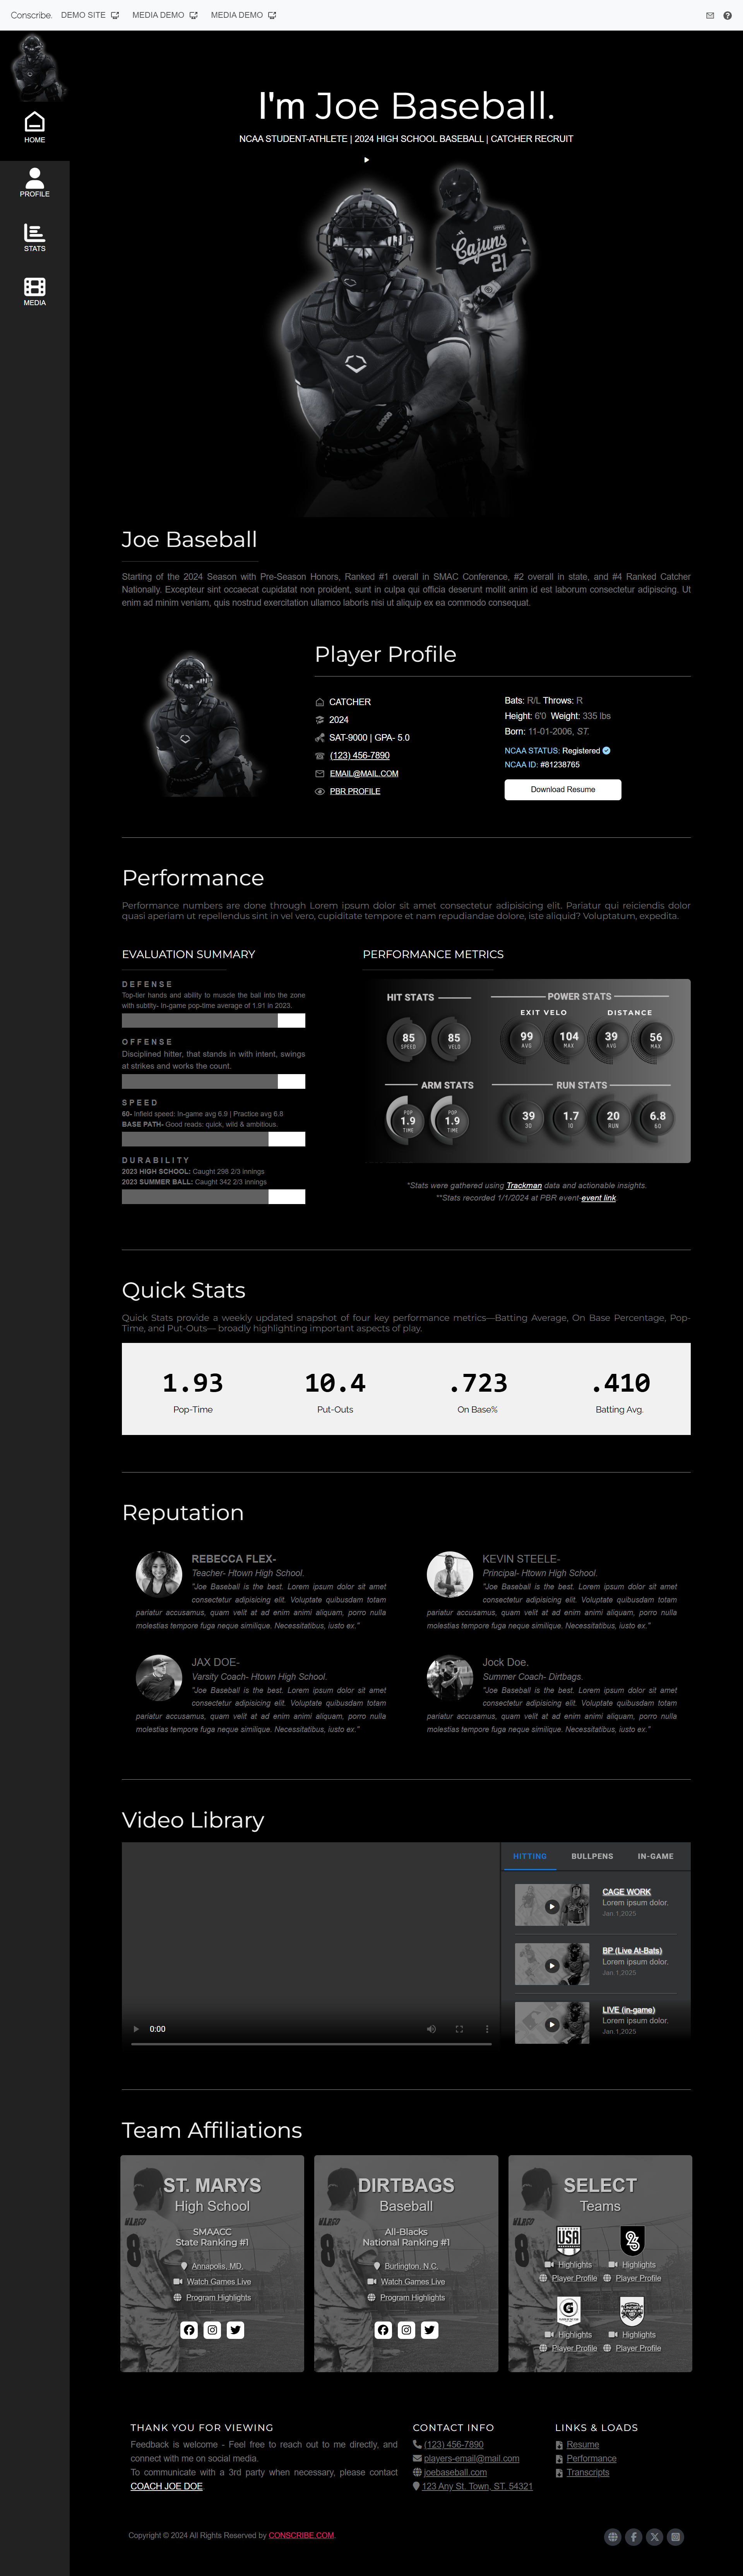 Conscribe. DEMO SITE MEDIA DEMO MEDIA DEMO
HOME
PROFILE
STATS
MEDIA
I'm Joe Baseball.
NCAA STUDENT-ATHLETE | 2024 HIGH SCHOOL BASEBALL | CATCHER RECRUIT
Cajuns
21
Joe Baseball
Starting of the 2024 Season with Pre-Season Honors, Ranked #1 overall in SMAC Conference, #2 overall in state, and #4 Ranked Catcher
Nationally. Excepteur sint occaecat cupidatat non proident, sunt in culpa qui officia deserunt mollit anim id est laborum consectetur adipiscing. Ut
enim ad minim veniam, quis nostrud exercitation ullamco laboris nisi ut aliquip ex ea commodo consequat.
Player Profile
CATCHER
2024
SAT-9000 | GPA- 5.0
(123) 456-7890
EMAIL@MAIL.COM
PBR PROFILE
Bats: R/L Throws: R
Height: 6'0 Weight: 335 lbs
Born: 11-01-2006, ST.
NCAA STATUS: Registered
NCAA ID: #81238765
Download Resume
Performance
Performance numbers are done through Lorem ipsum dolor sit amet consectetur adipisicing elit. Pariatur qui reiciendis dolor
quasi aperiam ut repellendus sint in vel vero, cupiditate tempore et nam repudiandae dolore, iste aliquid? Voluptatum, expedita.
EVALUATION SUMMARY
DEFENSE
Top-tier hands and ability to muscle the ball into the zone
with subtity- In-game pop-time average of 1.91 in 2023.
OFFENSE
Disciplined hitter, that stands in with intent, swings
at strikes and works the count.
SPEED
60- Infield speed: In-game avg 6.9 | Practice avg 6.8
BASE PATH- Good reads: quick, wild & ambitious.
DURABILITY
2023 HIGH SCHOOL: Caught 298 2/3 innings
2023 SUMMER BALL: Caught 342 2/3 Innings
PERFORMANCE METRICS
HIT STATS
85 SPEED
85 VELO
POWER STATS
EXIT VELO
DISTANCE
99 AVG
104 MAX
39 AVG
56 MAX
ARM STATS
POP 1.9 TIME
POP 1.9 TIME
RUN STATS
39 30
1.7 10
20 RUN
6.8 60
*Stats were gathered using Trackman data and actionable insights.
**Stats recorded 1/1/2024 at PBR event-event link.
Quick Stats
Quick Stats provide a weekly updated snapshot of four key performance metrics—Batting Average, On Base Percentage, Pop-
Time, and Put-Outs— broadly highlighting important aspects of play.
1.93 10.4 .723 .410
Pop-Time Put-Outs On Base% Batting Avg.
Reputation
REBECCA FLEX-
Teacher- Htown High School.
"Joe Baseball is the best. Lorem ipsum dolor sit amet
consectetur adipisicing elit. Voluptate quibusdam totam
pariatur accusamus, quam velit at ad enim animi aliquam, porro nulla
molestias tempore fuga neque similique. Necessitatibus, iusto ex."
KEVIN STEELE-
Principal- Htown High School.
"Joe Baseball is the best. Lorem ipsum dolor sit amet
consectetur adipisicing elit. Voluptate quibusdam totam
pariatur accusamus, quam velit at ad enim animi aliquam, porro nulla
molestias tempore fuga neque similique. Necessitatibus, iusto ex."
JAX DOE-
Varsity Coach- Htown High School.
"Joe Baseball is the best. Lorem ipsum dolor sit amet
consectetur adipisicing elit. Voluptate quibusdam totam
pariatur accusamus, quam velit at ad enim animi aliquam, porro nulla
molestias tempore fuga neque similique. Necessitatibus, iusto ex."
Jock Doe.
Summer Coach- Dirtbags.
"Joe Baseball is the best. Lorem ipsum dolor sit amet
consectetur adipisicing elit. Voluptate quibusdam totam
pariatur accusamus, quam velit at ad enim animi aliquam, porro nulla
molestias tempore fuga neque similique. Necessitatibus, iusto ex."
Video Library
0:00
HITTING BULLPENS IN-GAME
CAGE WORK
Lorem ipsum dolor.
Jan.1,2025
BP (Live At-Bats)
Lorem ipsum dolor.
Jan.1,2025
LIVE (in-game)
Lorem ipsum dolor.
Jan.1,2025
Team Affiliations
ST. MARYS
High School
SMAACC
State Ranking #1
Annapolis, MD.
Watch Games Live
Program Highlights
8
DIRTBAGS
Baseball
All-Blacks
National Ranking #1
Burlington, N.C.
Watch Games Live
Program Highlights
8
SELECT
Teams
USA
Highlights Highlights
Player Profile Player Profile
G
Highlights Highlights
Player Profile Player Profile
8
THANK YOU FOR VIEWING
Feedback is welcome - Feel free to reach out to me directly, and
connect with me on social media.
To communicate with a 3rd party when necessary, please contact
COACH JOE DOE
CONTACT INFO
(123) 456-7890
players-email@mail.com
joebaseball.com
123 Any St. Town, ST. 54321
LINKS & LOADS
Resume
Performance
Transcripts
Copyright © 2024 All Rights Reserved by CONSCRIBE.COM.